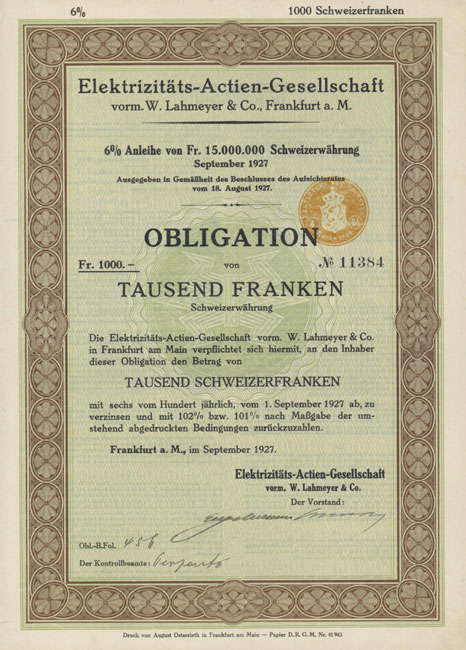 6% 1000 Schweizerfranken
Elektrizitäts-Actien-Gesellschaft
vorm. W. Lahmeyer & Co., Frankfurt a. M.
6% Anleihe von Fr. 15.000.000 Schweizerwährung
September 1927
Ausgegeben in Gemäßheit des Beschlusses des Aufsichtsrates
vom 18. August 1927.
OBLIGATION
Fr. 1000.– von № 11384
TAUSEND FRANKEN
Schweizerwährung
Die Elektrizitäts-Actien-Gesellschaft vorm. W. Lahmeyer & Co.
in Frankfurt am Main verpflichtet sich hiermit, an den Inhaber
dieser Obligation den Betrag von
TAUSEND SCHWEIZERFRANKEN
mit sechs vom Hundert jährlich, vom 1. September 1927 ab, zu
verzinsen und mit 102% bzw. 101% nach Maßgabe der um-
stehend abgedruckten Bedingungen zurückzuzahlen.
Frankfurt a. M., im September 1927.
Elektrizitäts-Actien-Gesellschaft
vorm. W. Lahmeyer & Co.
Der Vorstand:
Obl.-B.Fol. 456
Der Kontrollbeamte:
Druck von August Osterrieth in Frankfurt am Main — Papier D. R. G. M. Nr. 41943